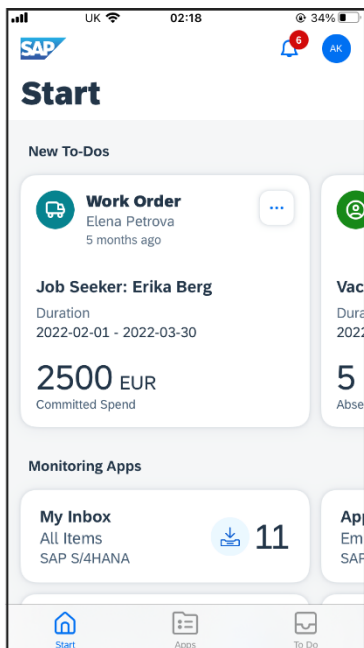 UK 02:18 34%
SAP 6 AK
Start
New To-Dos
Work Order
Elena Petrova
5 months ago
...
Job Seeker: Erika Berg
Duration
2022-02-01 - 2022-03-30
2500 EUR
Committed Spend
Vac
Dura
2022
5
Abse
Monitoring Apps
My Inbox
All Items
SAP S/4HANA
11
App
Em
SAP
Start Apps To Do